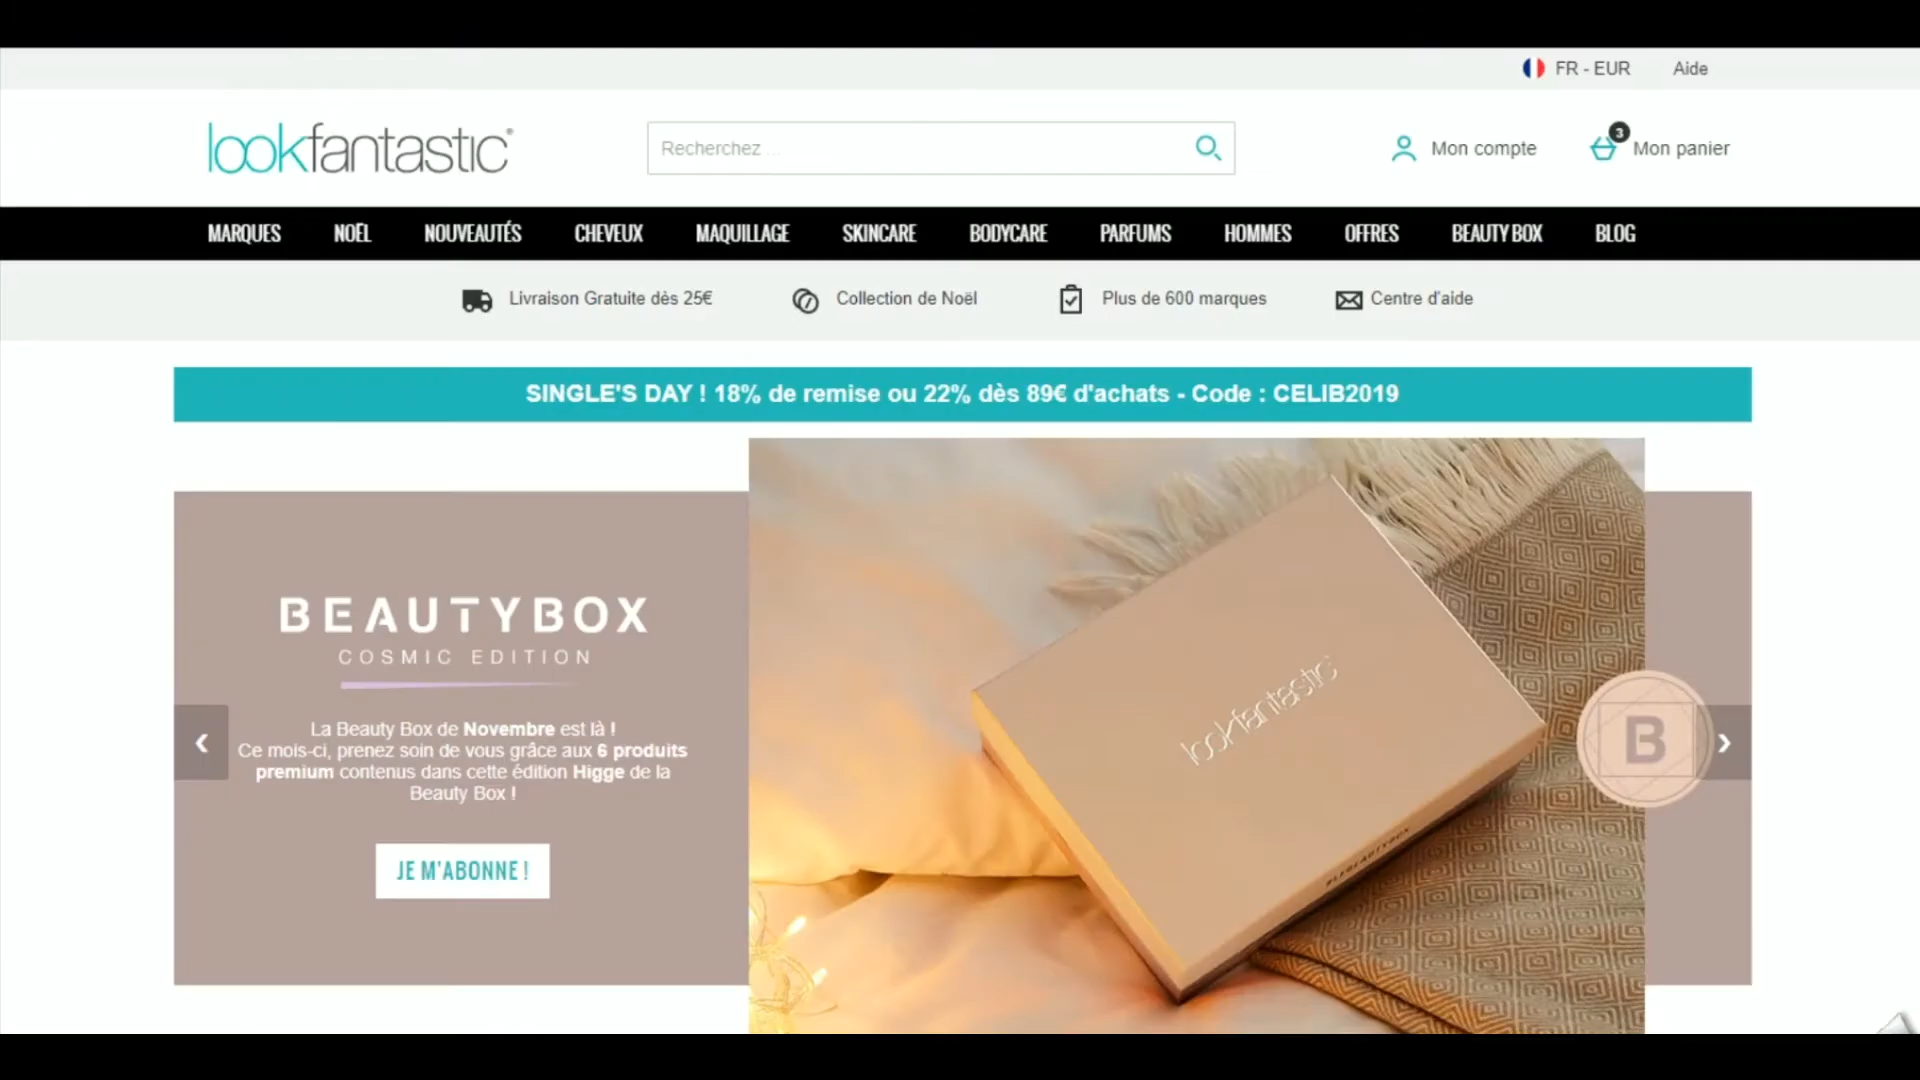 FR - EUR Aide
lookfantastic
Recherchez ...
Mon compte
3
Mon panier
MARQUES NOËL NOUVEAUTÉS CHEVEUX MAQUILLAGE SKINCARE BODYCARE PARFUMS HOMMES OFFRES BEAUTY BOX BLOG
Livraison Gratuite dès 25€ Collection de Noël Plus de 600 marques Centre d'aide
SINGLE'S DAY ! 18% de remise ou 22% dès 89€ d'achats - Code : CELIB2019
BEAUTYBOX
COSMIC EDITION
La Beauty Box de Novembre est là !
Ce mois-ci, prenez soin de vous grâce aux 6 produits
premium contenus dans cette édition Higge de la
Beauty Box !
JE M'ABONNE !
lookfantastic
#LFBEAUTYBOX
B